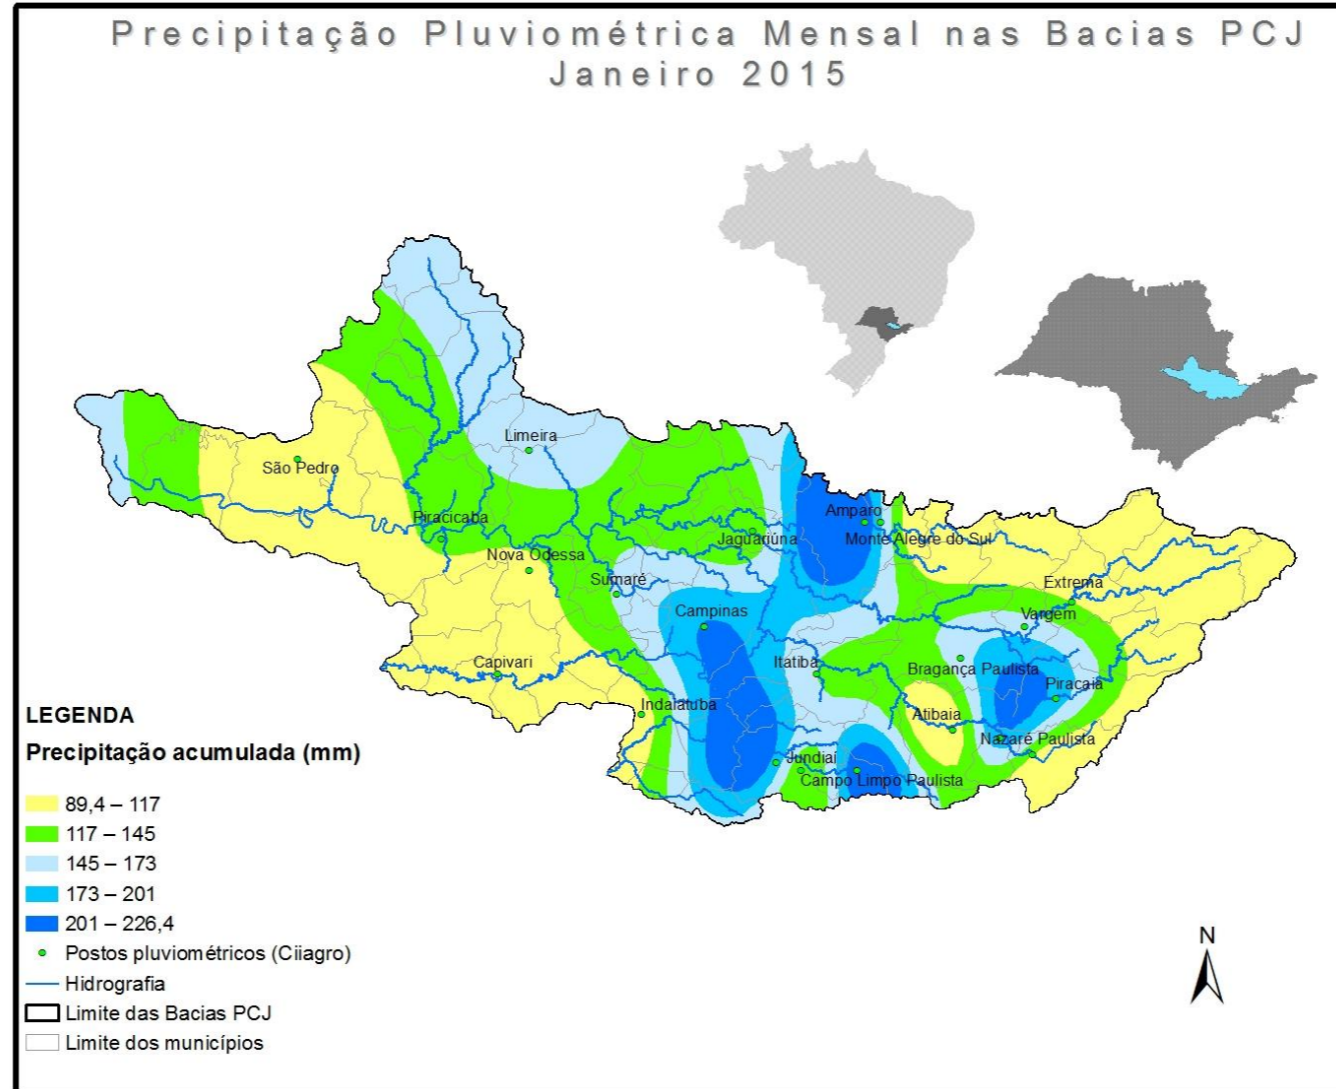 Precipitação Pluviométrica Mensal nas Bacias PCJ
Janeiro 2015
Limeira
São Pedro
Piracicaba
Amparo
Jaguariúna
Monte Alegre do Sul
Nova Odessa
Sumaré
Extrema
Campinas
Vargem
Capivari
Itatiba
Bragança Paulista
Piracaia
Indaiatuba
Atibaia
Nazaré Paulista
Jundiaí
Campo Limpo Paulista
LEGENDA
Precipitação acumulada (mm)
89,4 – 117
117 – 145
145 – 173
173 – 201
201 – 226,4
Postos pluviométricos (Ciiagro)
Hidrografia
Limite das Bacias PCJ
Limite dos municípios
N